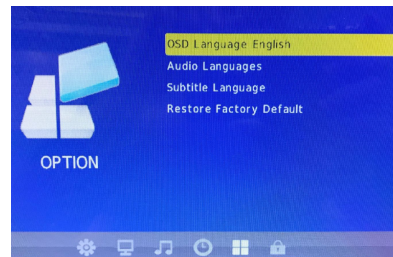 OSD Language English
Audio Languages
Subtitle Language
Restore Factory Default
OPTION